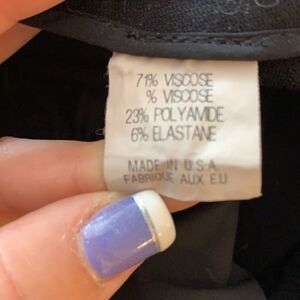 71% VISCOSE
% VISCOSE
23% POLYAMIDE
6% ELASTANE
MADE IN U.S.A.
FABRIQUE AUX E.U